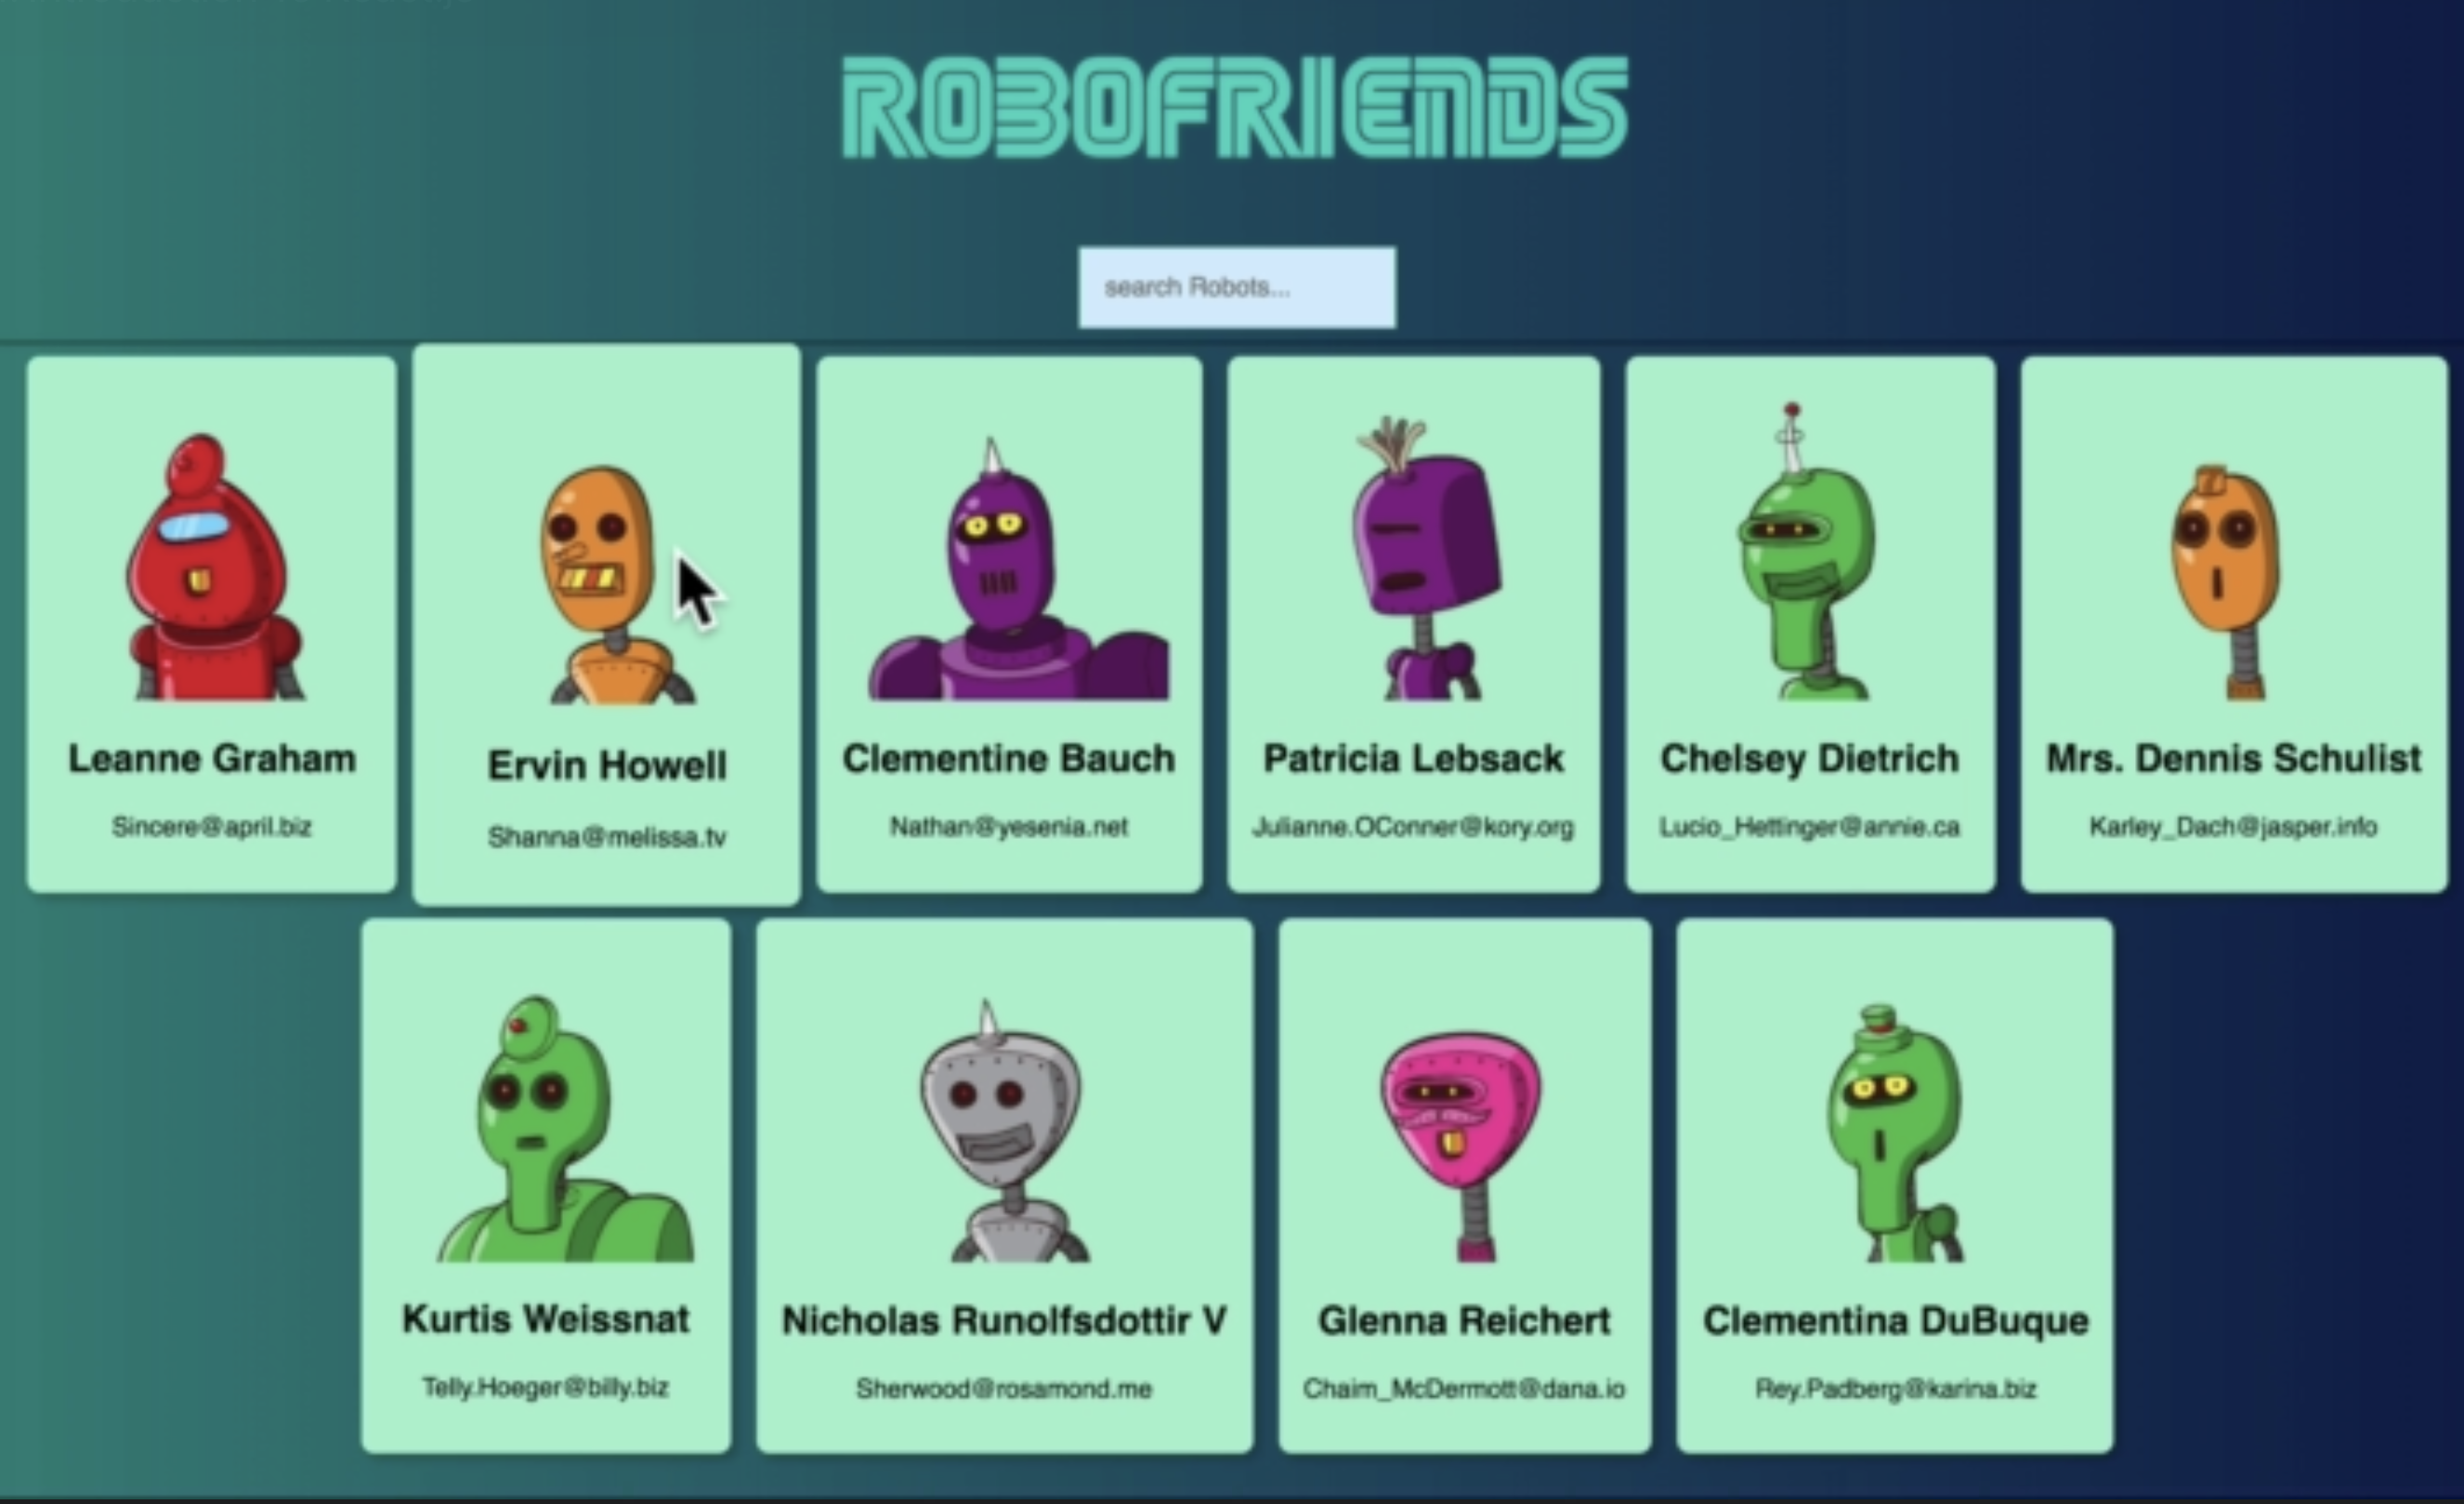 ROBOFRIENDS
search Robots...
Leanne Graham
Sincere@april.biz
Ervin Howell
Shanna@melissa.tv
Clementine Bauch
Nathan@yesenia.net
Patricia Lebsack
Julianne.OConner@kory.org
Chelsey Dietrich
Lucio_Hettinger@annie.ca
Mrs. Dennis Schulist
Karley_Dach@jasper.info
Kurtis Weissnat
Telly.Hoeger@billy.biz
Nicholas Runolfsdottir V
Sherwood@rosamond.me
Glenna Reichert
Chaim_McDermott@dana.io
Clementina DuBuque
Rey.Padberg@karina.biz